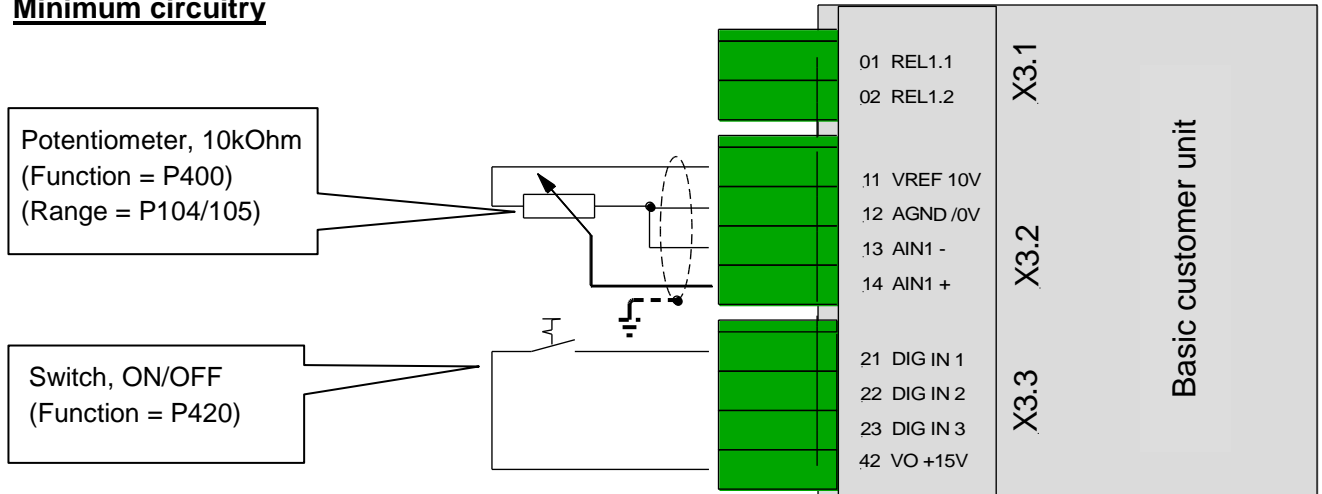 Minimum circuitry
Potentiometer, 10kOhm
(Function = P400)
(Range = P104/105)
Switch, ON/OFF
(Function = P420)
01 REL1.1
02 REL1.2
X3.1
11 VREF 10V
12 AGND /0V
13 AIN1 -
14 AIN1 +
X3.2
21 DIG IN 1
22 DIG IN 2
23 DIG IN 3
42 VO +15V
X3.3
Basic customer unit